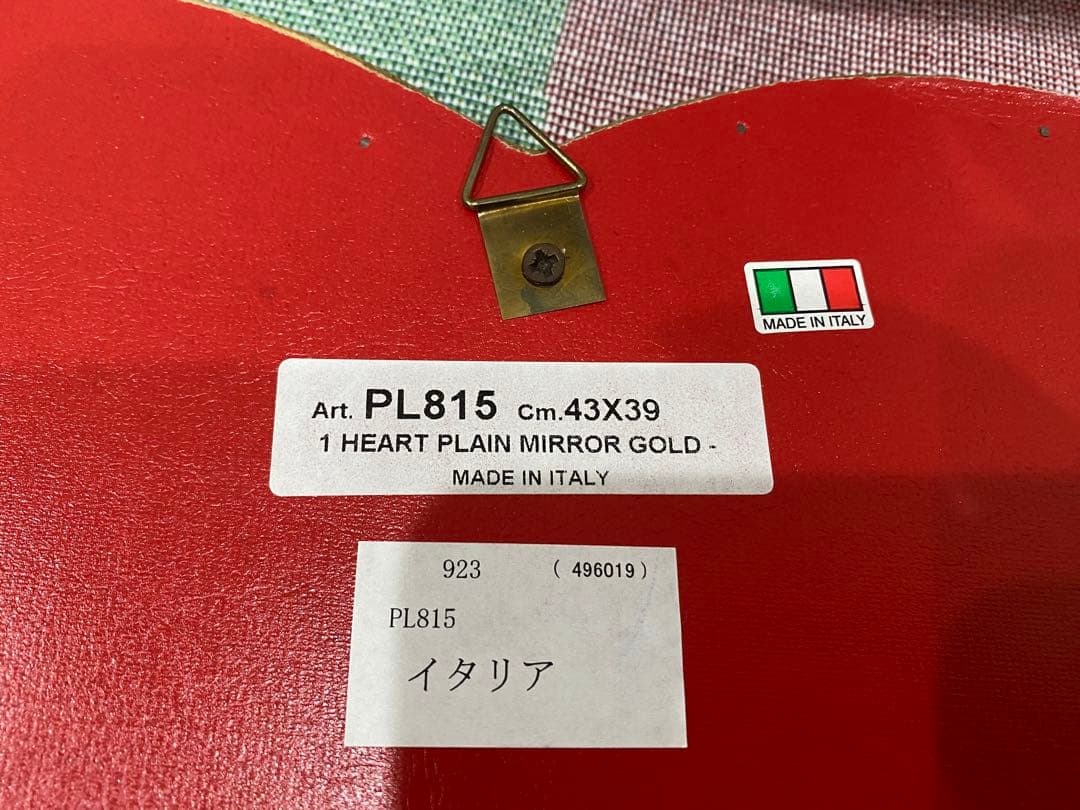 MADE IN ITALY
Art. PL815 Cm.43X39
1 HEART PLAIN MIRROR GOLD -
MADE IN ITALY
923 ( 496019 )
PL815
イタリア